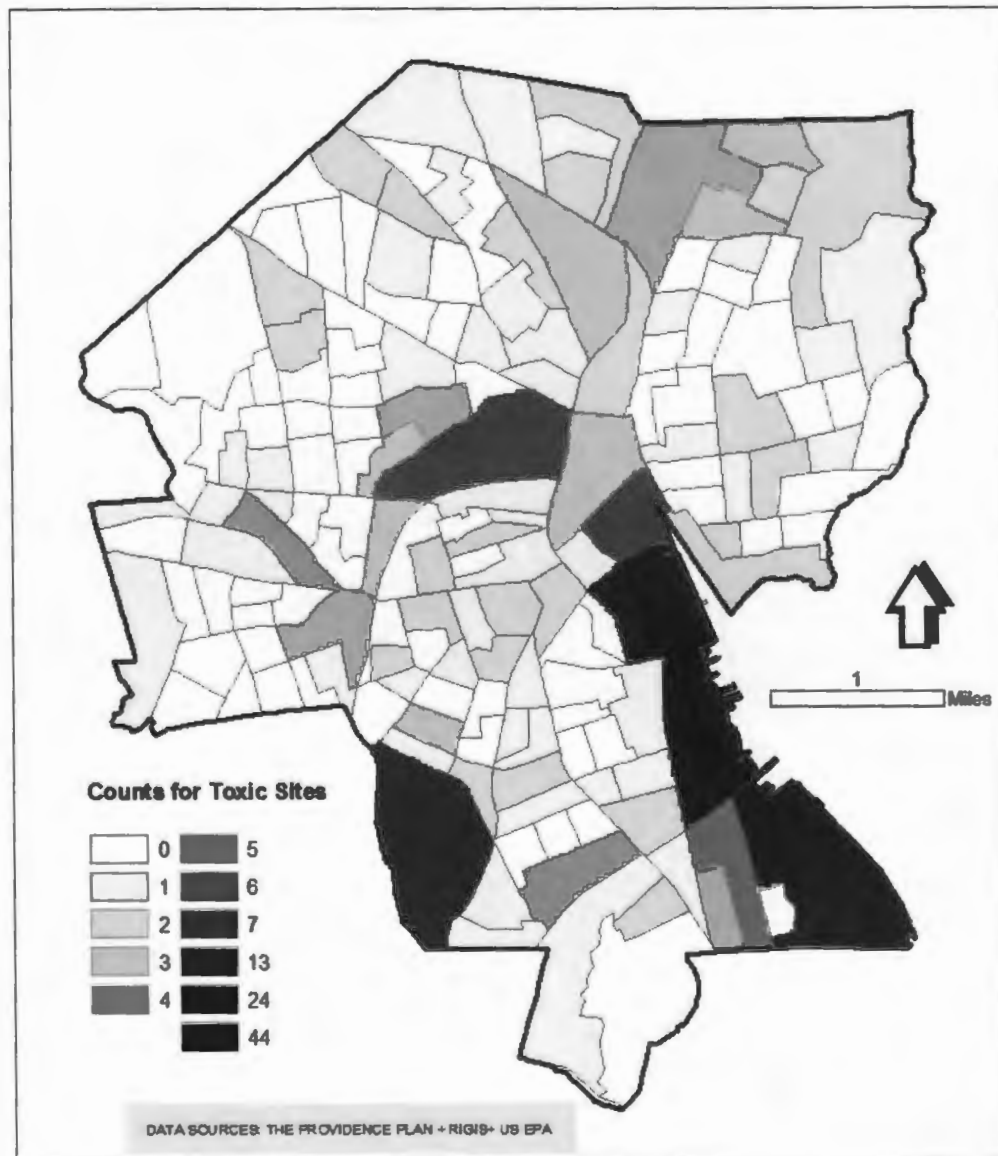 1
Miles
Counts for Toxic Sites
0 5
1 6
2 7
3 13
4 24
44
DATA SOURCES: THE PROVIDENCE PLAN + RIGIS+ US EPA